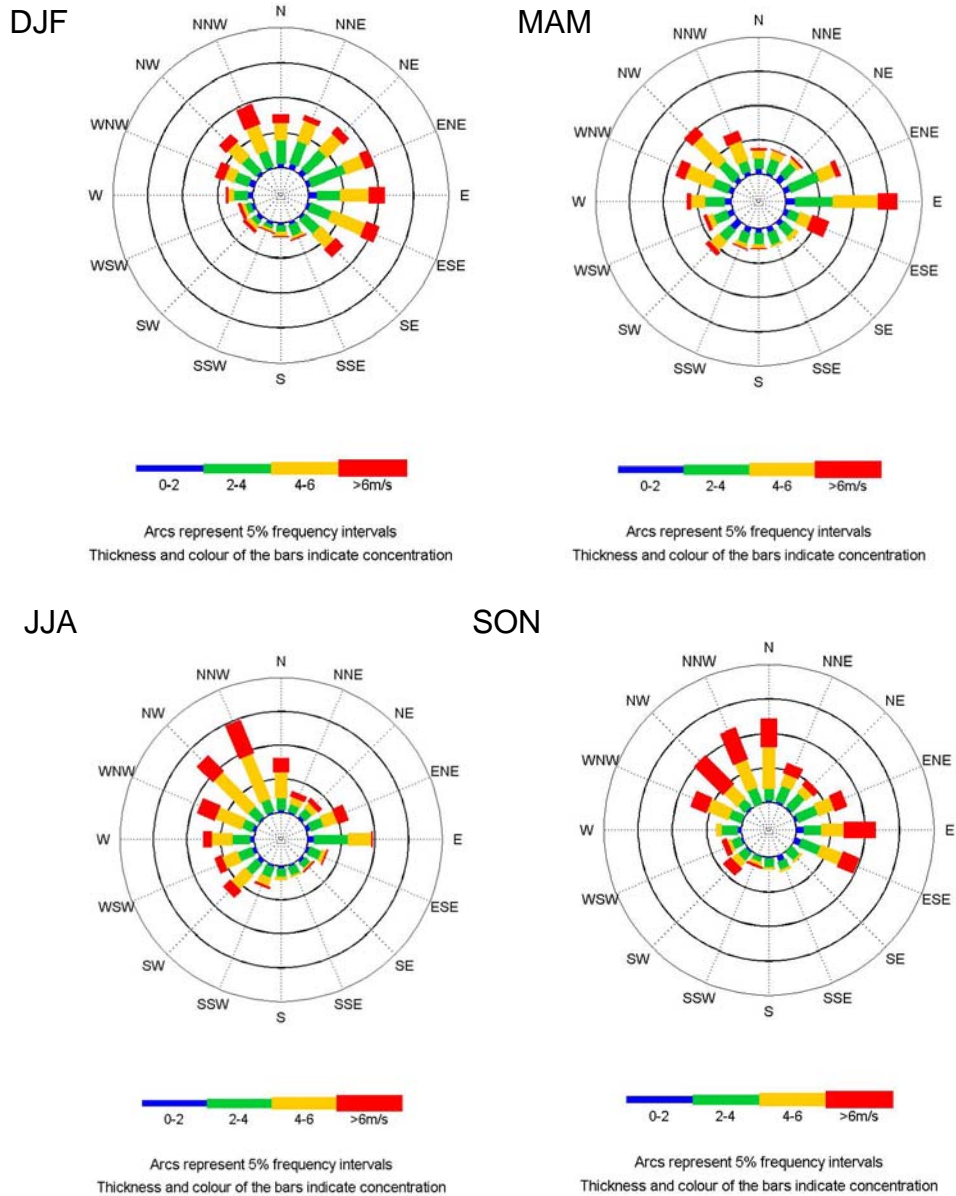 DJF
N
NNW
NNE
NW
NE
WNW
ENE
W
E
WSW
ESE
SW
SE
SSW
SSE
S
0-2 2-4 4-6 >6m/s
Arcs represent 5% frequency intervals
Thickness and colour of the bars indicate concentration
MAM
N
NNW
NNE
NW
NE
WNW
ENE
W
E
WSW
ESE
SW
SE
SSW
SSE
S
0-2 2-4 4-6 >6m/s
Arcs represent 5% frequency intervals
Thickness and colour of the bars indicate concentration
JJA
N
NNW
NNE
NW
NE
WNW
ENE
W
E
WSW
ESE
SW
SE
SSW
SSE
S
0-2 2-4 4-6 >6m/s
Arcs represent 5% frequency intervals
Thickness and colour of the bars indicate concentration
SON
N
NNW
NNE
NW
NE
WNW
ENE
W
E
WSW
ESE
SW
SE
SSW
SSE
S
0-2 2-4 4-6 >6m/s
Arcs represent 5% frequency intervals
Thickness and colour of the bars indicate concentration